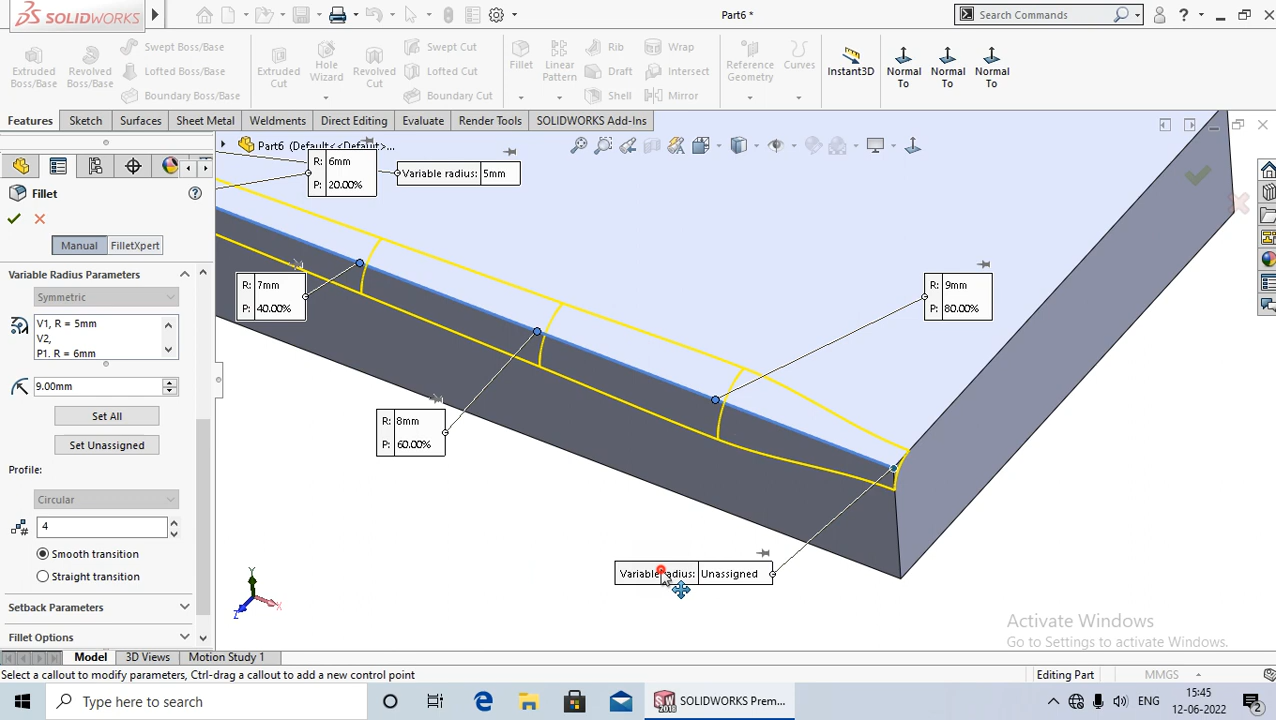 SOLIDWORKS
Part6 *
Search Commands
Extruded Boss/Base
Revolved Boss/Base
Swept Boss/Base
Lofted Boss/Base
Boundary Boss/Base
Extruded Cut
Hole Wizard
Revolved Cut
Swept Cut
Lofted Cut
Boundary Cut
Fillet
Linear Pattern
Rib
Draft
Shell
Wrap
Intersect
Mirror
Reference Geometry
Curves
Instant3D
Normal To
Normal To
Normal To
Features
Sketch
Surfaces
Sheet Metal
Weldments
Direct Editing
Evaluate
Render Tools
SOLIDWORKS Add-Ins
Part6 (Default<<Default>...
Fillet
Manual
FilletXpert
Variable Radius Parameters
Symmetric
V1, R = 5mm
V2,
P1. R = 6mm
9.00mm
Set All
Set Unassigned
Profile:
Circular
4
Smooth transition
Straight transition
Setback Parameters
Fillet Options
R: 6mm
P: 20.00%
Variable radius: 5mm
R: 7mm
P: 40.00%
R: 9mm
P: 80.00%
R: 8mm
P: 60.00%
Variable radius: Unassigned
Y
X
Z
Activate Windows
Go to Settings to activate Windows.
Model
3D Views
Motion Study 1
Select a callout to modify parameters, Ctrl-drag a callout to add a new control point
Editing Part
MMGS
Type here to search
SOLIDWORKS Prem...
ENG
15:45
12-06-2022
2